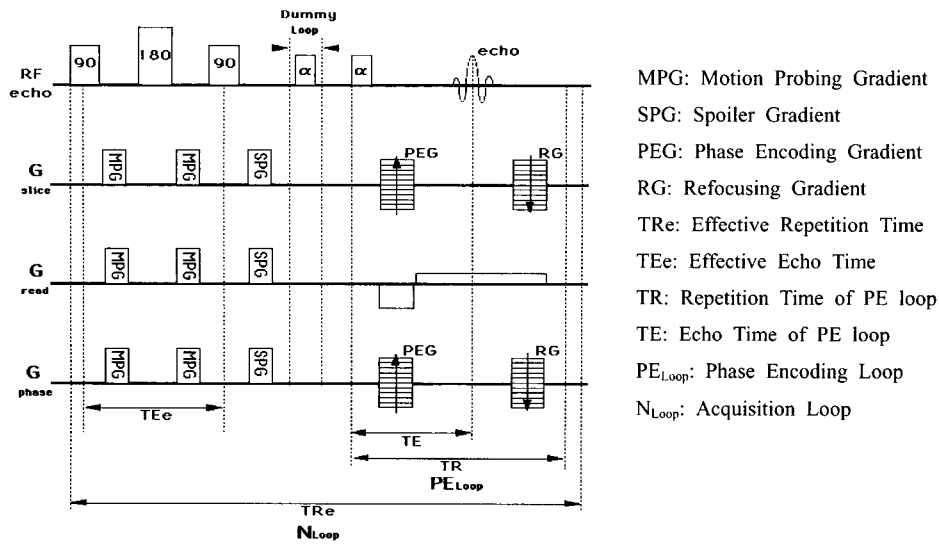 Dummy
Loop
90
180
90
α
α
echo
RF
echo
G
slice
MPG
MPG
SPG
PEG
RG
G
read
MPG
MPG
SPG
G
phase
MPG
MPG
SPG
PEG
RG
TEe
TE
TR
PELoop
TRe
NLoop
MPG: Motion Probing Gradient
SPG: Spoiler Gradient
PEG: Phase Encoding Gradient
RG: Refocusing Gradient
TRe: Effective Repetition Time
TEe: Effective Echo Time
TR: Repetition Time of PE loop
TE: Echo Time of PE loop
PELoop: Phase Encoding Loop
NLoop: Acquisition Loop